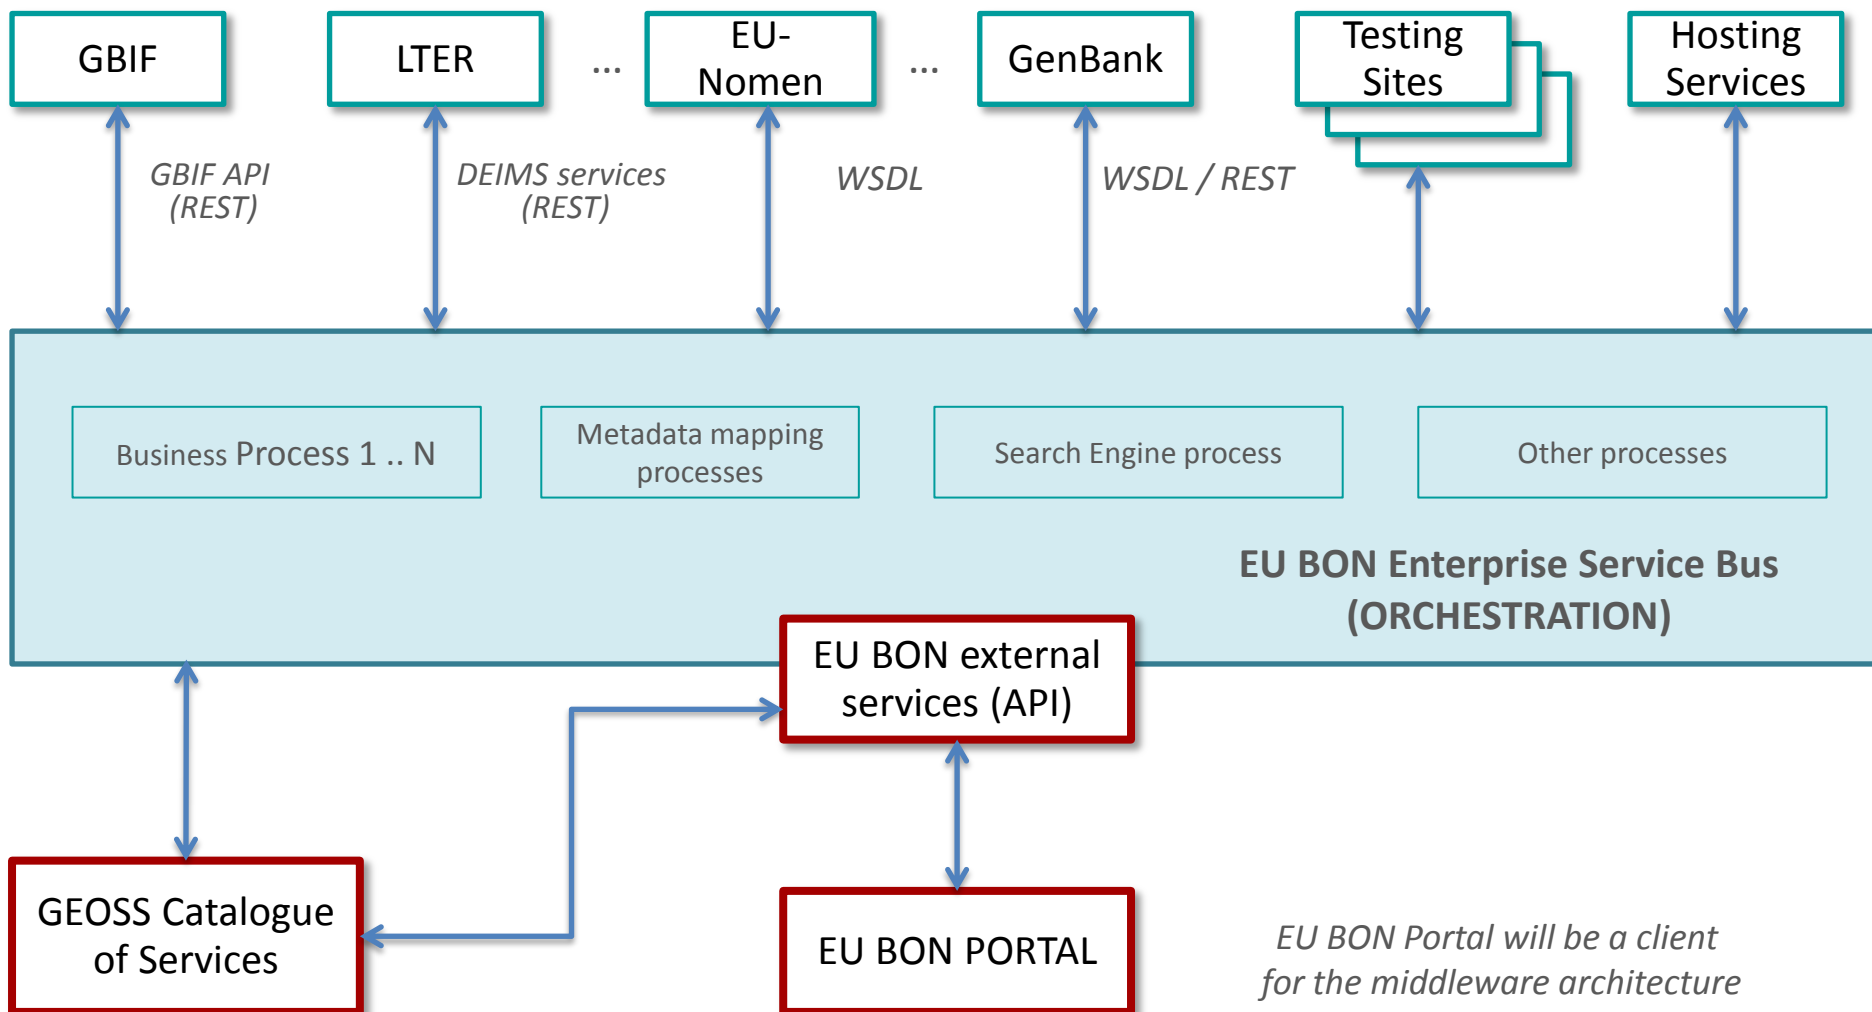 GBIF
LTER
...
EU-
Nomen
...
GenBank
Testing
Sites
Hosting
Services
GBIF API
(REST)
DEIMS services
(REST)
WSDL
WSDL / REST
Business Process 1 .. N
Metadata mapping
processes
Search Engine process
Other processes
EU BON Enterprise Service Bus
(ORCHESTRATION)
EU BON external
services (API)
GEOSS Catalogue
of Services
EU BON PORTAL
EU BON Portal will be a client
for the middleware architecture